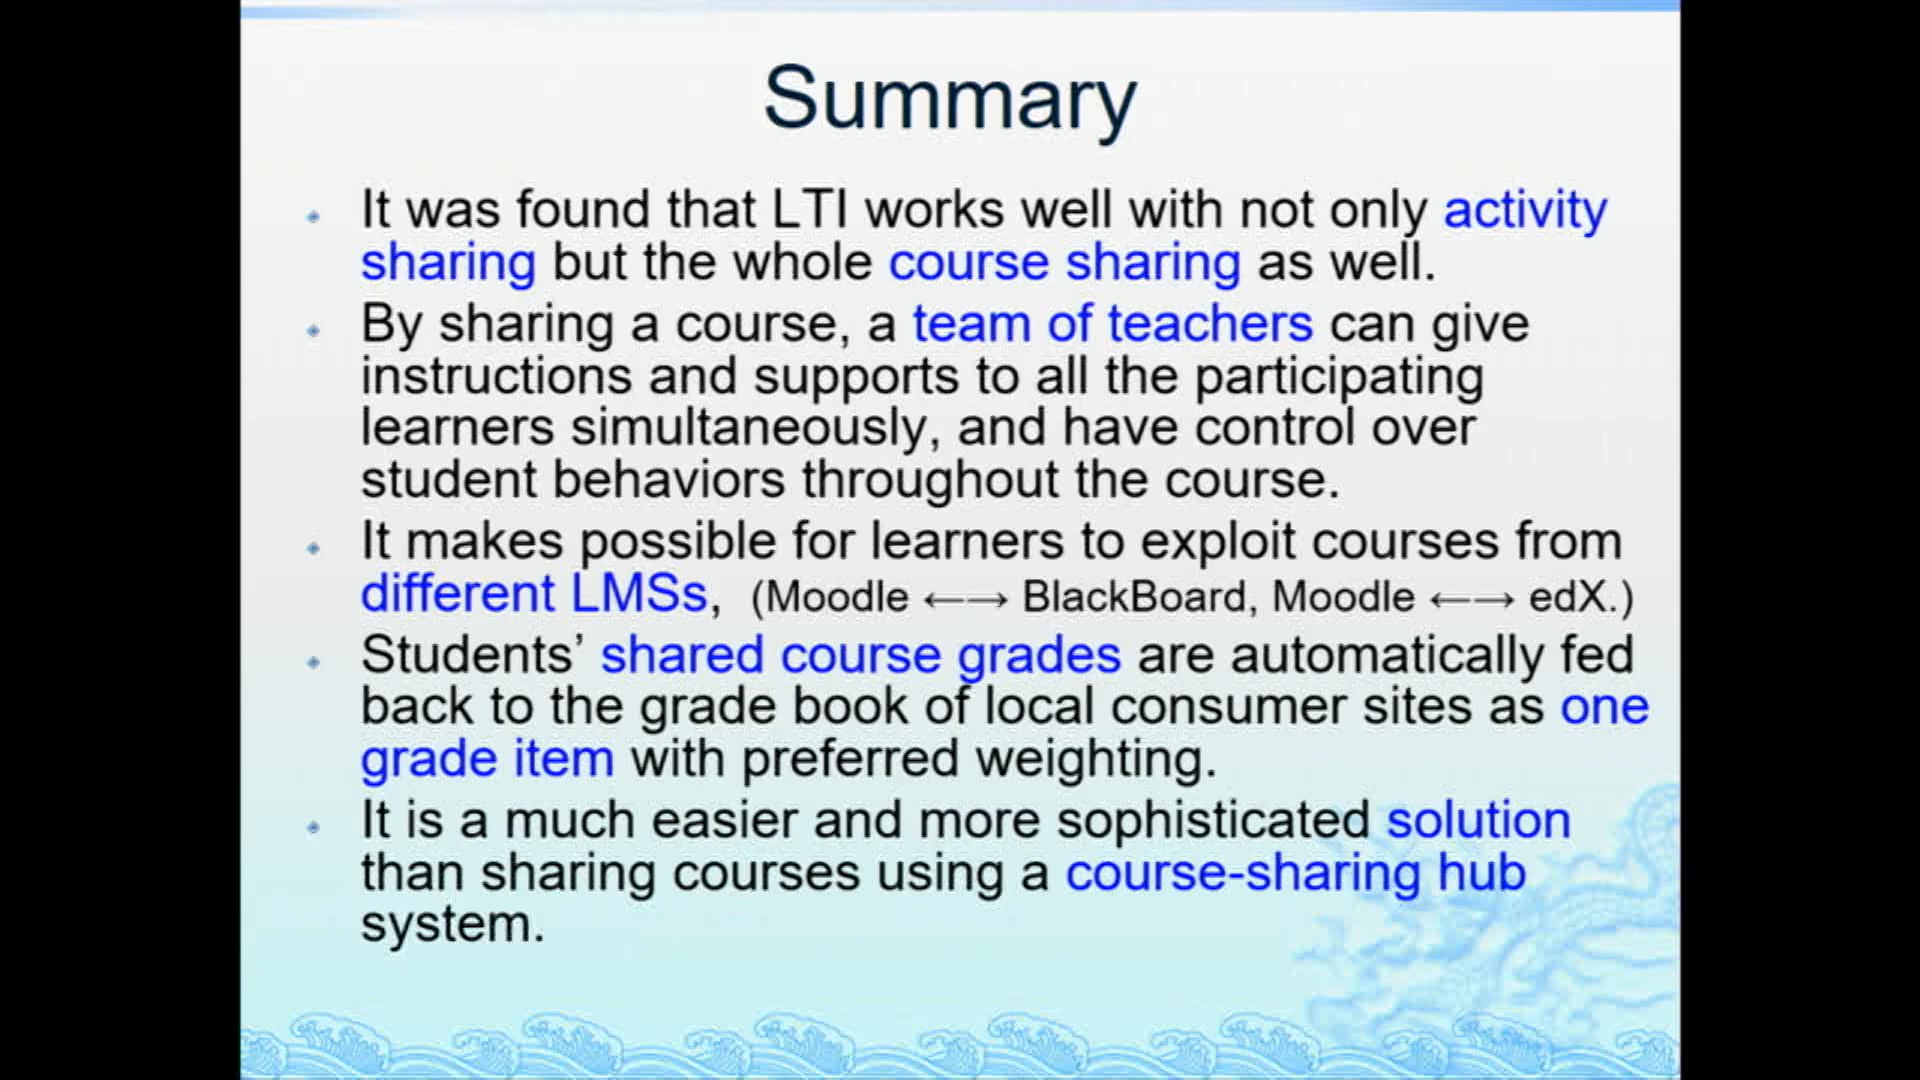 Summary
It was found that LTI works well with not only activity
sharing but the whole course sharing as well.
By sharing a course, a team of teachers can give
instructions and supports to all the participating
learners simultaneously, and have control over
student behaviors throughout the course.
It makes possible for learners to exploit courses from
different LMSs, (Moodle ←→ BlackBoard, Moodle ←→ edX.)
Students’ shared course grades are automatically fed
back to the grade book of local consumer sites as one
grade item with preferred weighting.
It is a much easier and more sophisticated solution
than sharing courses using a course-sharing hub
system.